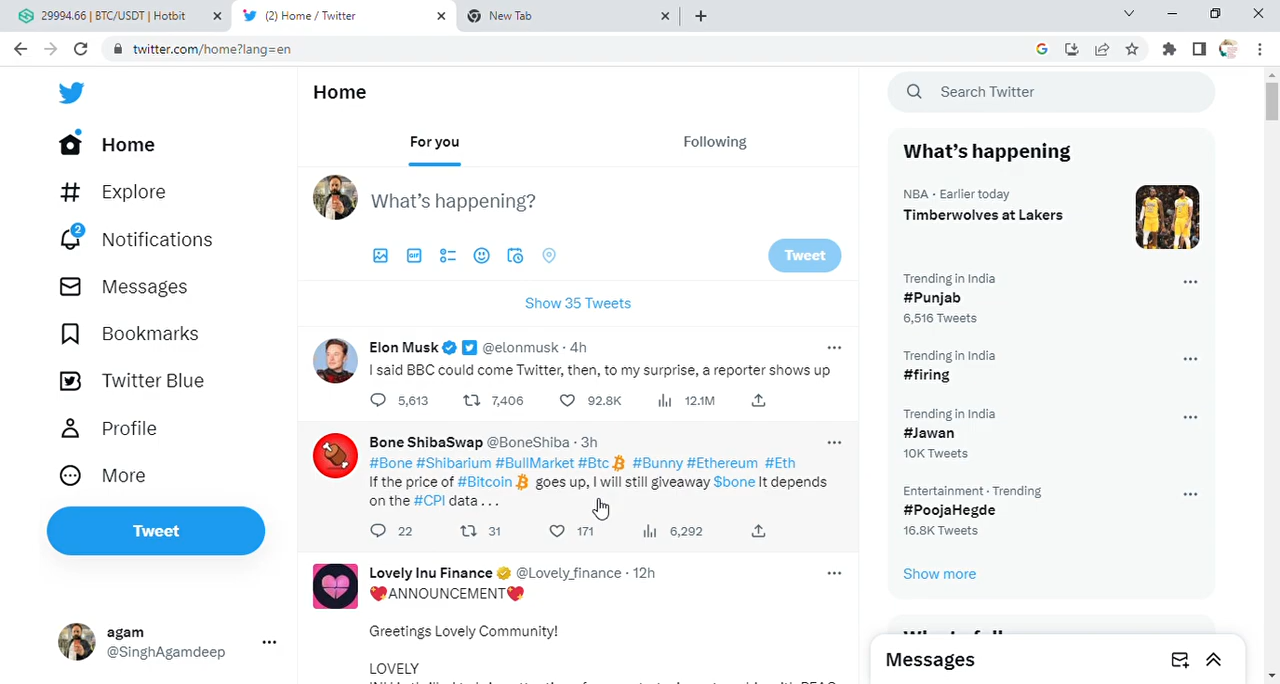 29994.66 | BTC/USDT | Hotbit
(2) Home / Twitter
New Tab
twitter.com/home?lang=en
Home
Explore
2
Notifications
Messages
Bookmarks
Twitter Blue
Profile
More
Tweet
agam
@SinghAgamdeep
Home
For you
Following
What's happening?
GIF
Tweet
Show 35 Tweets
Elon Musk @elonmusk · 4h
I said BBC could come Twitter, then, to my surprise, a reporter shows up
5,613 7,406 92.8K 12.1M
Bone ShibaSwap @BoneShiba · 3h
#Bone #Shibarium #BullMarket #Btc #Bunny #Ethereum #Eth
If the price of #Bitcoin goes up, I will still giveaway $bone It depends
on the #CPI data . . .
22 31 171 6,292
Lovely Inu Finance @Lovely_finance · 12h
💖ANNOUNCEMENT💖
Greetings Lovely Community!
LOVELY
Search Twitter
What's happening
NBA · Earlier today
Timberwolves at Lakers
Trending in India
#Punjab
6,516 Tweets
Trending in India
#firing
Trending in India
#Jawan
10K Tweets
Entertainment · Trending
#PoojaHegde
16.8K Tweets
Show more
Messages